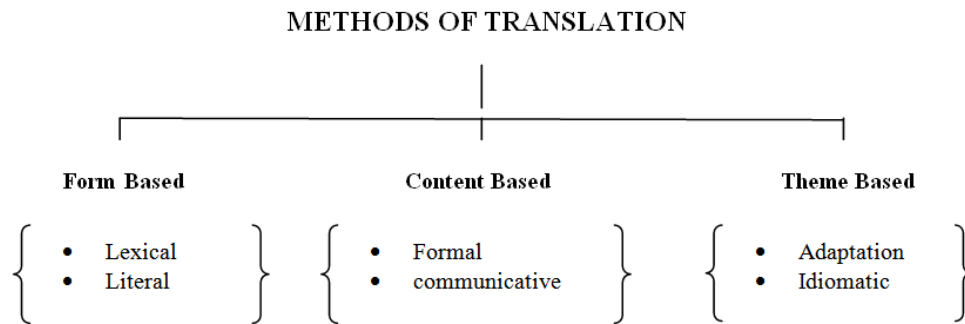 METHODS OF TRANSLATION
Form Based
Content Based
Theme Based
• Lexical
• Literal
• Formal
• communicative
• Adaptation
• Idiomatic